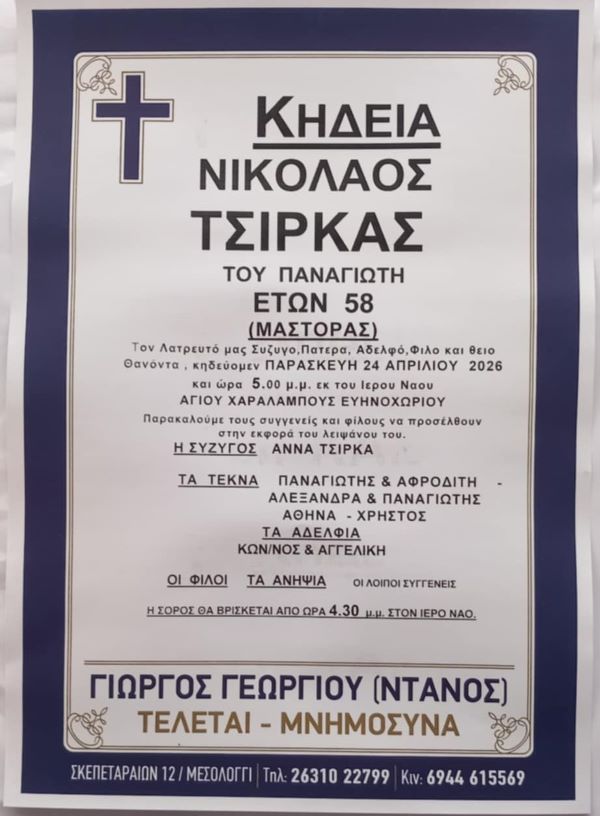 ΚΗΔΕΙΑ
ΝΙΚΟΛΑΟΣ
ΤΣΙΡΚΑΣ
ΤΟΥ ΠΑΝΑΓΙΩΤΗ
ΕΤΩΝ 58
(ΜΑΣΤΟΡΑΣ)
Τον Λατρευτό μας Συζυγο,Πατερα, Αδελφό,Φιλο και θειο
Θανόντα , κηδεύομεν ΠΑΡΑΣΚΕΥΗ 24 ΑΠΡΙΛΙΟΥ 2026
και ώρα 5.00 μ.μ. εκ του Ιερου Ναου
ΑΓΙΟΥ ΧΑΡΑΛΑΜΠΟΥΣ ΕΥΗΝΟΧΩΡΙΟΥ
Παρακαλούμε τους συγγενείς και φίλους να προσέλθουν
στην εκφορά του λειψάνου του.
Η ΣΥΖΥΓΟΣ ΑΝΝΑ ΤΣΙΡΚΑ
ΤΑ ΤΕΚΝΑ ΠΑΝΑΓΙΩΤΗΣ & ΑΦΡΟΔΙΤΗ -
ΑΛΕΞΑΝΔΡΑ & ΠΑΝΑΓΙΩΤΗΣ
ΑΘΗΝΑ - ΧΡΗΣΤΟΣ
ΤΑ ΑΔΕΛΦΙΑ
ΚΩΝ/ΝΟΣ & ΑΓΓΕΛΙΚΗ
ΟΙ ΦΙΛΟΙ ΤΑ ΑΝΗΨΙΑ ΟΙ ΛΟΙΠΟΙ ΣΥΓΓΕΝΕΙΣ
Η ΣΟΡΟΣ ΘΑ ΒΡΙΣΚΕΤΑΙ ΑΠΟ ΩΡΑ 4.30 μ.μ. ΣΤΟΝ ΙΕΡΟ ΝΑΟ.
ΓΙΩΡΓΟΣ ΓΕΩΡΓΙΟΥ (ΝΤΑΝΟΣ)
ΤΕΛΕΤΑΙ - ΜΝΗΜΟΣΥΝΑ
ΣΚΕΠΕΤΑΡΑΙΩΝ 12 / ΜΕΣΟΛΟΓΓΙ | Τηλ: 26310 22799 | Κιν: 6944 615569